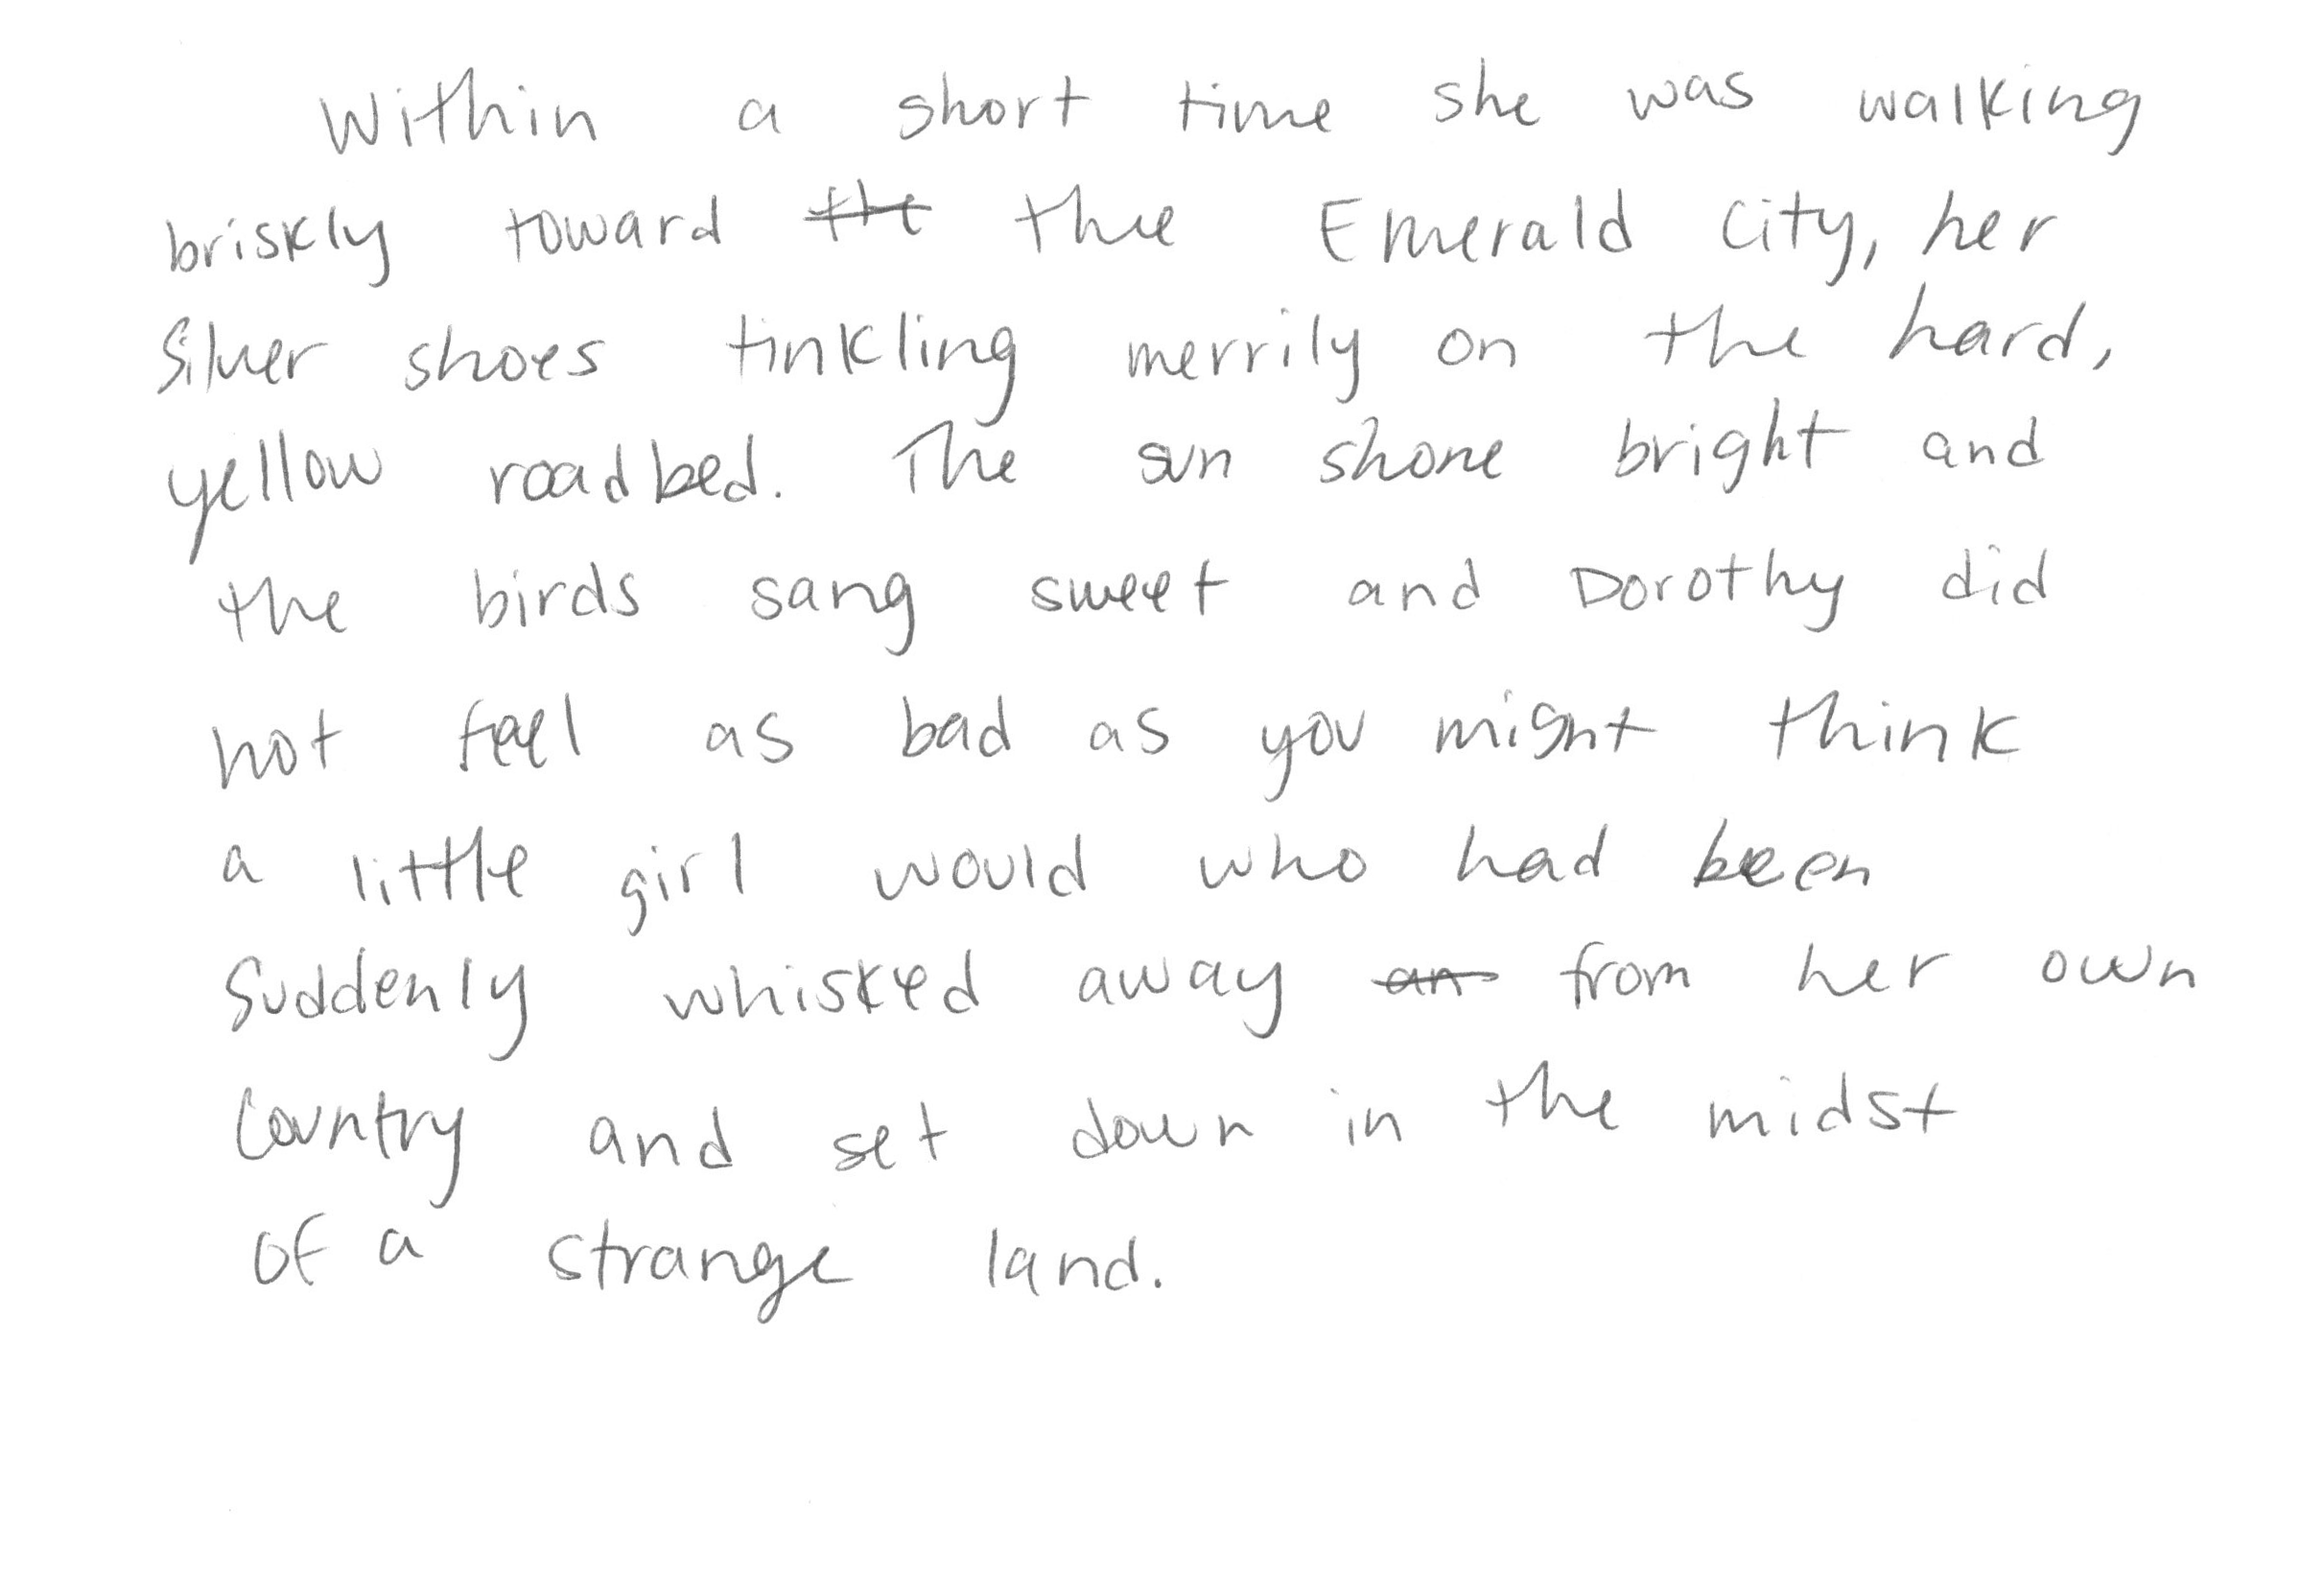 Within a short time she was walking
briskly toward the the Emerald City, her
Silver shoes tinkling merrily on the hard,
yellow roadbed. The sun shone bright and
the birds sang sweet and Dorothy did
not feel as bad as you might think
a little girl would who had been
suddenly whisked away an from her own
country and set down in the midst
of a strange land.